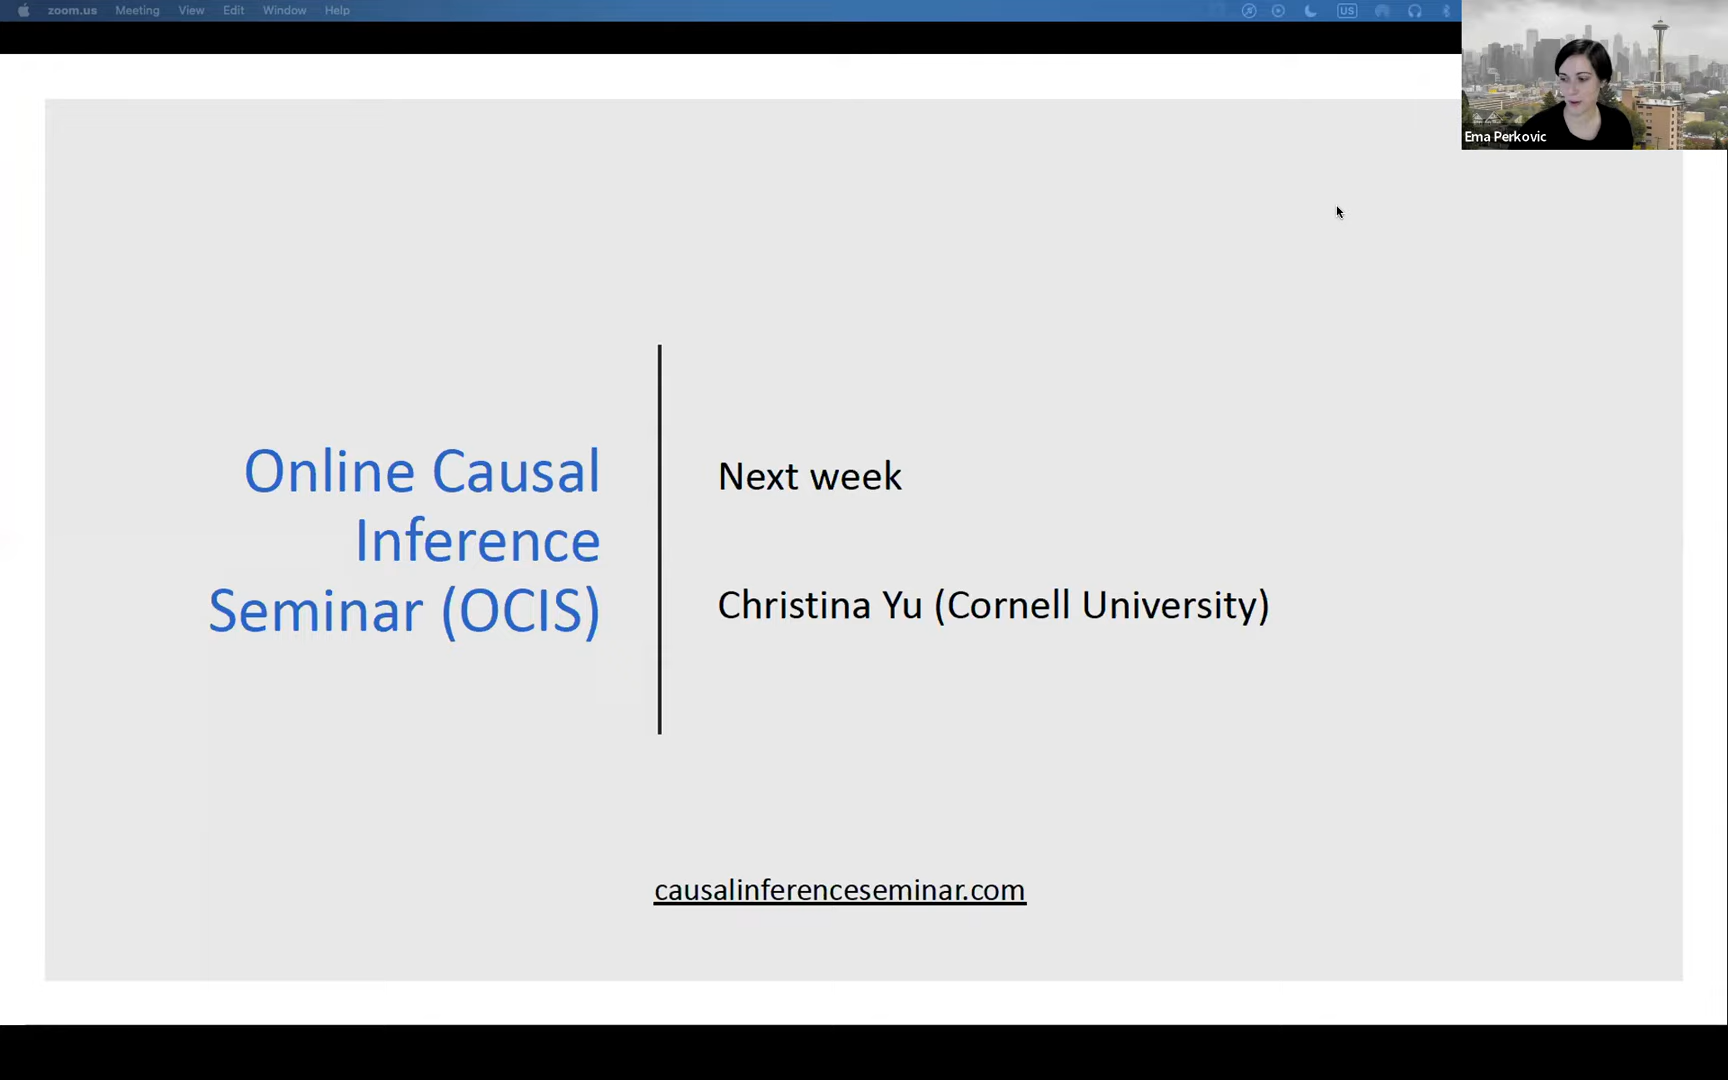 zoom.us Meeting View Edit Window Help
US
Ema Perkovic
Online Causal
Inference
Seminar (OCIS)
Next week
Christina Yu (Cornell University)
causalinferenceseminar.com